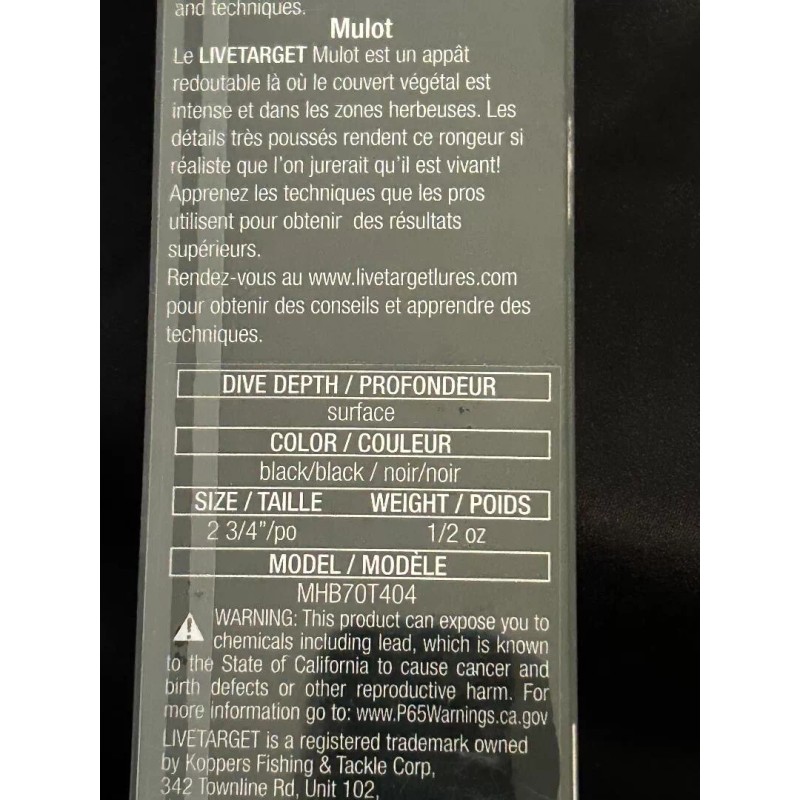 and techniques.
Mulot
Le LIVETARGET Mulot est un appât
redoutable là où le couvert végétal est
intense et dans les zones herbeuses. Les
détails très poussés rendent ce rongeur si
réaliste que l'on jurerait qu'il est vivant!
Apprenez les techniques que les pros
utilisent pour obtenir des résultats
supérieurs.
Rendez-vous au www.livetargetlures.com
pour obtenir des conseils et apprendre des
techniques.
DIVE DEPTH / PROFONDEUR
surface
COLOR / COULEUR
black/black / noir/noir
SIZE / TAILLE WEIGHT / POIDS
2 3/4"/po 1/2 oz
MODEL / MODÈLE
MHB70T404
WARNING: This product can expose you to
chemicals including lead, which is known
to the State of California to cause cancer and
birth defects or other reproductive harm. For
more information go to: www.P65Warnings.ca.gov
LIVETARGET is a registered trademark owned
by Koppers Fishing & Tackle Corp,
342 Townline Rd, Unit 102,